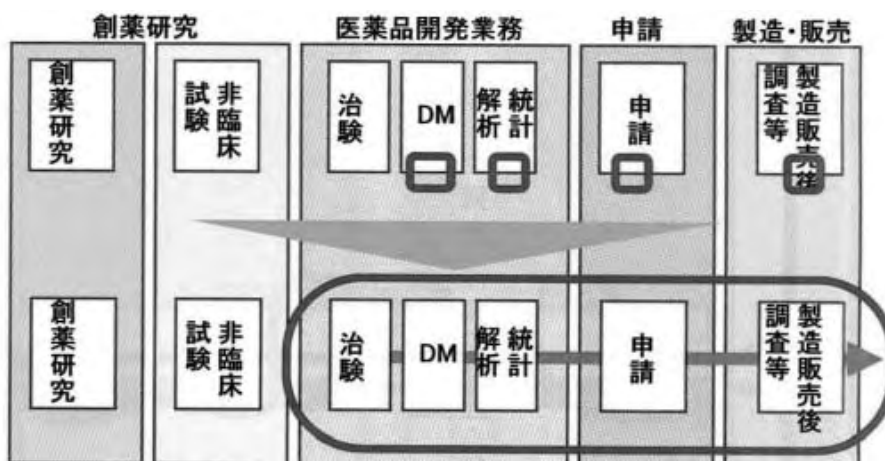 創薬研究
医薬品開発業務
申請
製造・販売
創薬研究
非臨床
試験
治験
DM
統計
解析
申請
製造販売後
調査等
創薬研究
非臨床
試験
治験
DM
統計
解析
申請
製造販売後
調査等